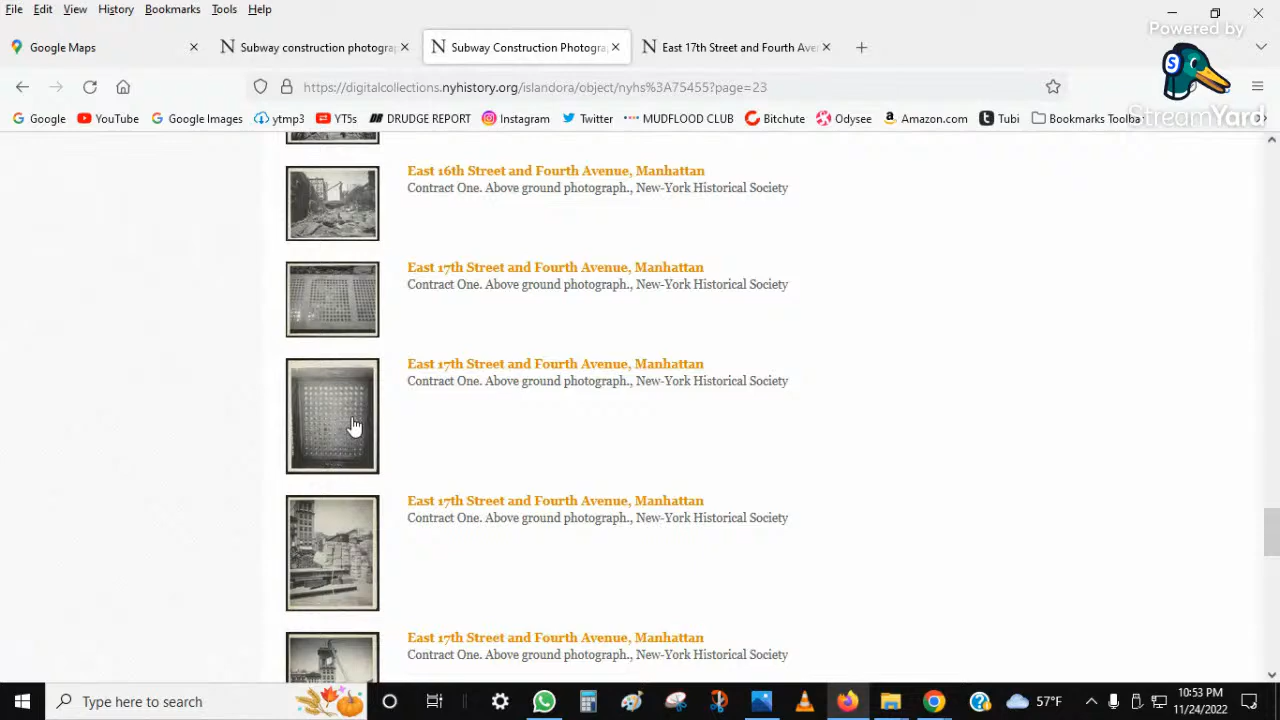 File Edit View History Bookmarks Tools Help
Powered by
Google Maps
Subway construction photogra
Subway Construction Photogra
East 17th Street and Fourth Ave
https://digitalcollections.nyhistory.org/islandora/object/nyhs%3A75455?page=23
Google YouTube Google Images ytmp3 YT5s DRUDGE REPORT Instagram Twitter MUDFLOOD CLUB Bitchute Odysee Amazon.com Tubi Bookmarks Toolba
StreamYard
East 16th Street and Fourth Avenue, Manhattan
Contract One. Above ground photograph., New-York Historical Society
East 17th Street and Fourth Avenue, Manhattan
Contract One. Above ground photograph., New-York Historical Society
East 17th Street and Fourth Avenue, Manhattan
Contract One. Above ground photograph., New-York Historical Society
East 17th Street and Fourth Avenue, Manhattan
Contract One. Above ground photograph., New-York Historical Society
East 17th Street and Fourth Avenue, Manhattan
Contract One. Above ground photograph., New-York Historical Society
Type here to search
57°F
10:53 PM
11/24/2022